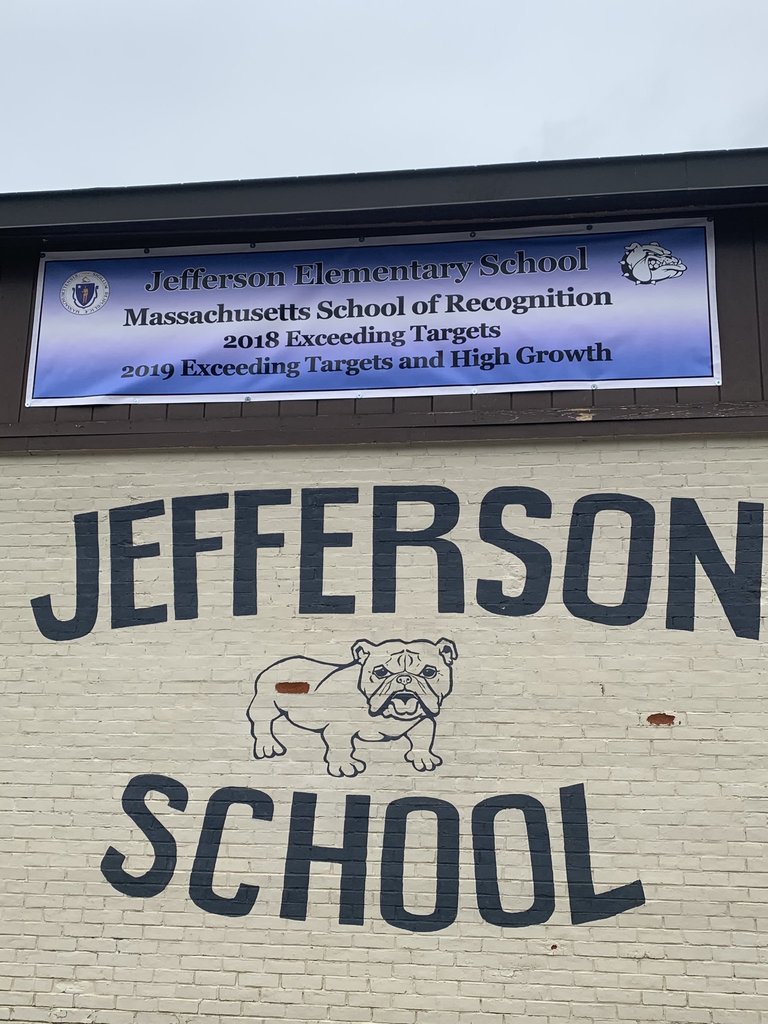 Jefferson Elementary School
Massachusetts School of Recognition
2018 Exceeding Targets
2019 Exceeding Targets and High Growth
JEFFERSON
SCHOOL